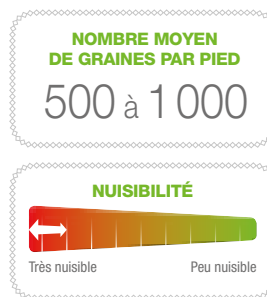 NOMBRE MOYEN
DE GRAINES PAR PIED
500 à 1 000
NUISIBILITÉ
Très nuisible Peu nuisible